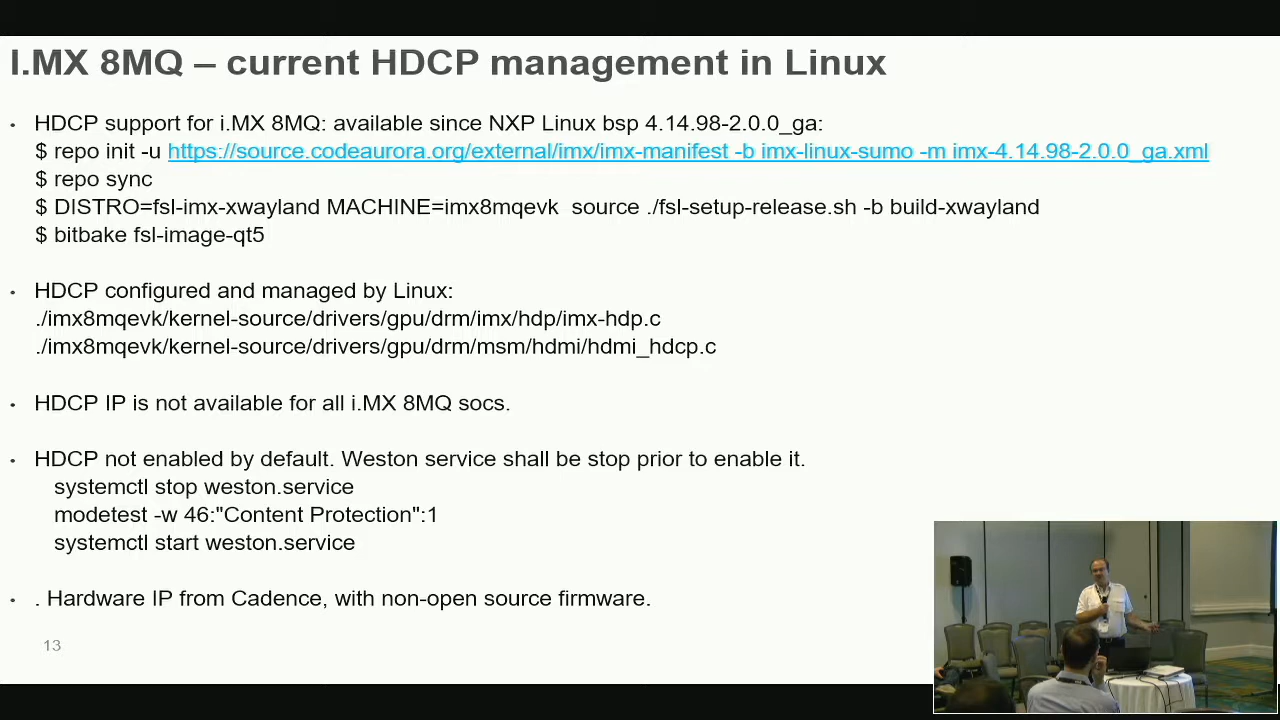 I.MX 8MQ – current HDCP management in Linux
• HDCP support for i.MX 8MQ: available since NXP Linux bsp 4.14.98-2.0.0_ga:
$ repo init -u https://source.codeaurora.org/external/imx/imx-manifest -b imx-linux-sumo -m imx-4.14.98-2.0.0_ga.xml
$ repo sync
$ DISTRO=fsl-imx-xwayland MACHINE=imx8mqevk source ./fsl-setup-release.sh -b build-xwayland
$ bitbake fsl-image-qt5
• HDCP configured and managed by Linux:
./imx8mqevk/kernel-source/drivers/gpu/drm/imx/hdp/imx-hdp.c
./imx8mqevk/kernel-source/drivers/gpu/drm/msm/hdmi/hdmi_hdcp.c
• HDCP IP is not available for all i.MX 8MQ socs.
• HDCP not enabled by default. Weston service shall be stop prior to enable it.
systemctl stop weston.service
modetest -w 46:"Content Protection":1
systemctl start weston.service
• . Hardware IP from Cadence, with non-open source firmware.
13